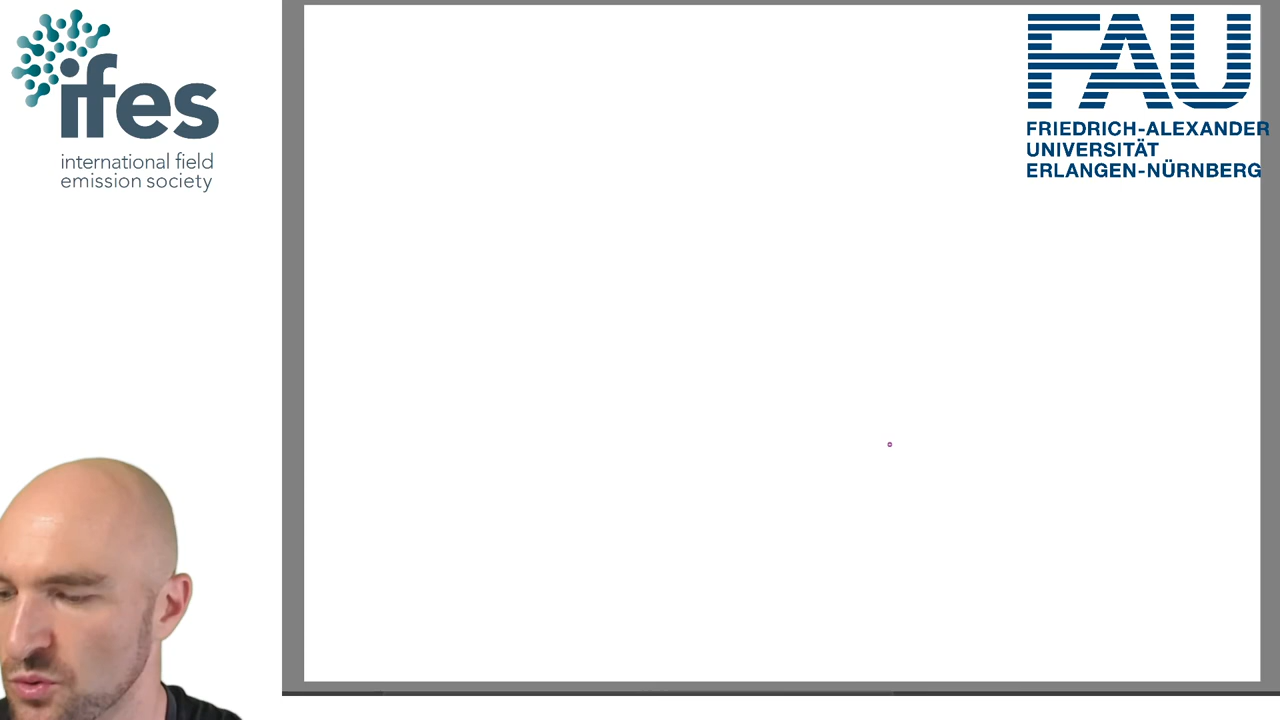 ifes
international field
emission society
FAU
FRIEDRICH-ALEXANDER
UNIVERSITÄT
ERLANGEN-NÜRNBERG